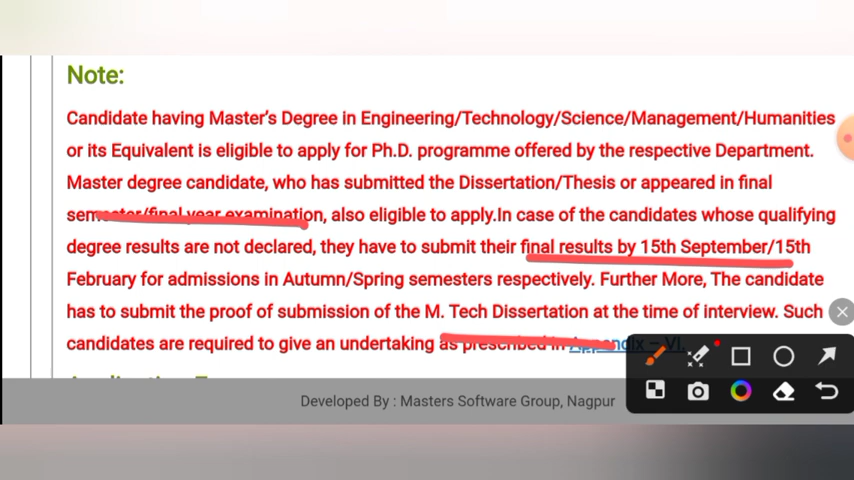 Note:
Candidate having Master's Degree in Engineering/Technology/Science/Management/Humanities
or its Equivalent is eligible to apply for Ph.D. programme offered by the respective Department.
Master degree candidate, who has submitted the Dissertation/Thesis or appeared in final
semester/final year examination, also eligible to apply.In case of the candidates whose qualifying
degree results are not declared, they have to submit their final results by 15th September/15th
February for admissions in Autumn/Spring semesters respectively. Further More, The candidate
has to submit the proof of submission of the M. Tech Dissertation at the time of interview. Such
candidates are required to give an undertaking as prescribed in Appendix – VI.
Developed By : Masters Software Group, Nagpur